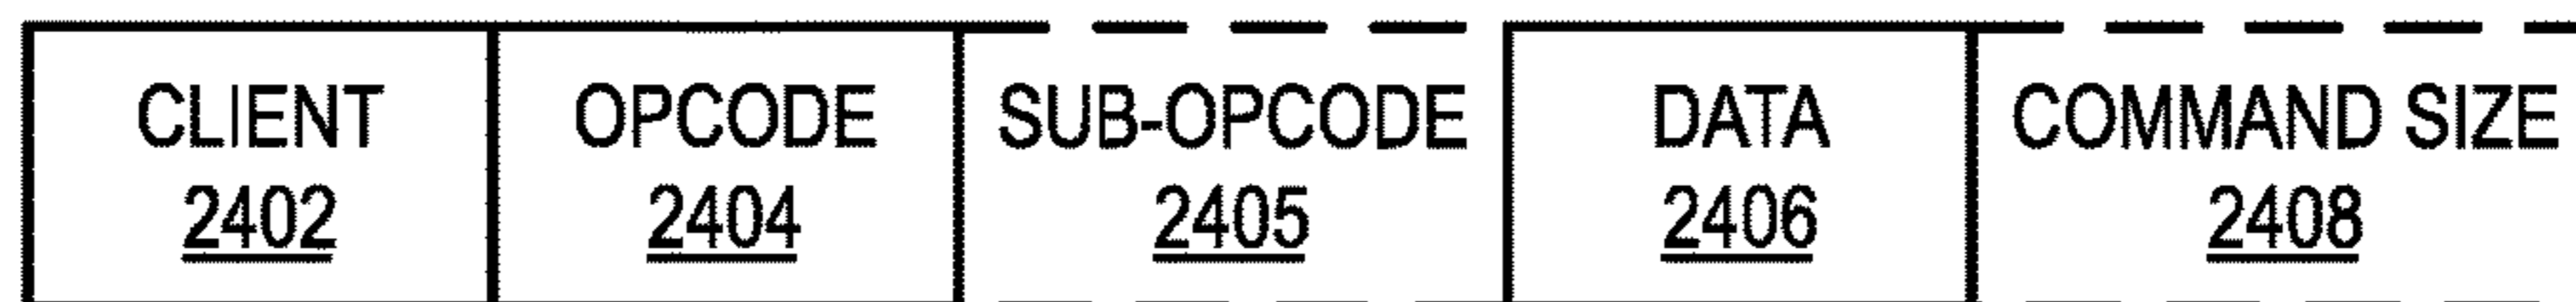 CLIENT OPCODE SUB-OPCODE DATA COMMAND SIZE
2402 2404 2405 2406 2408